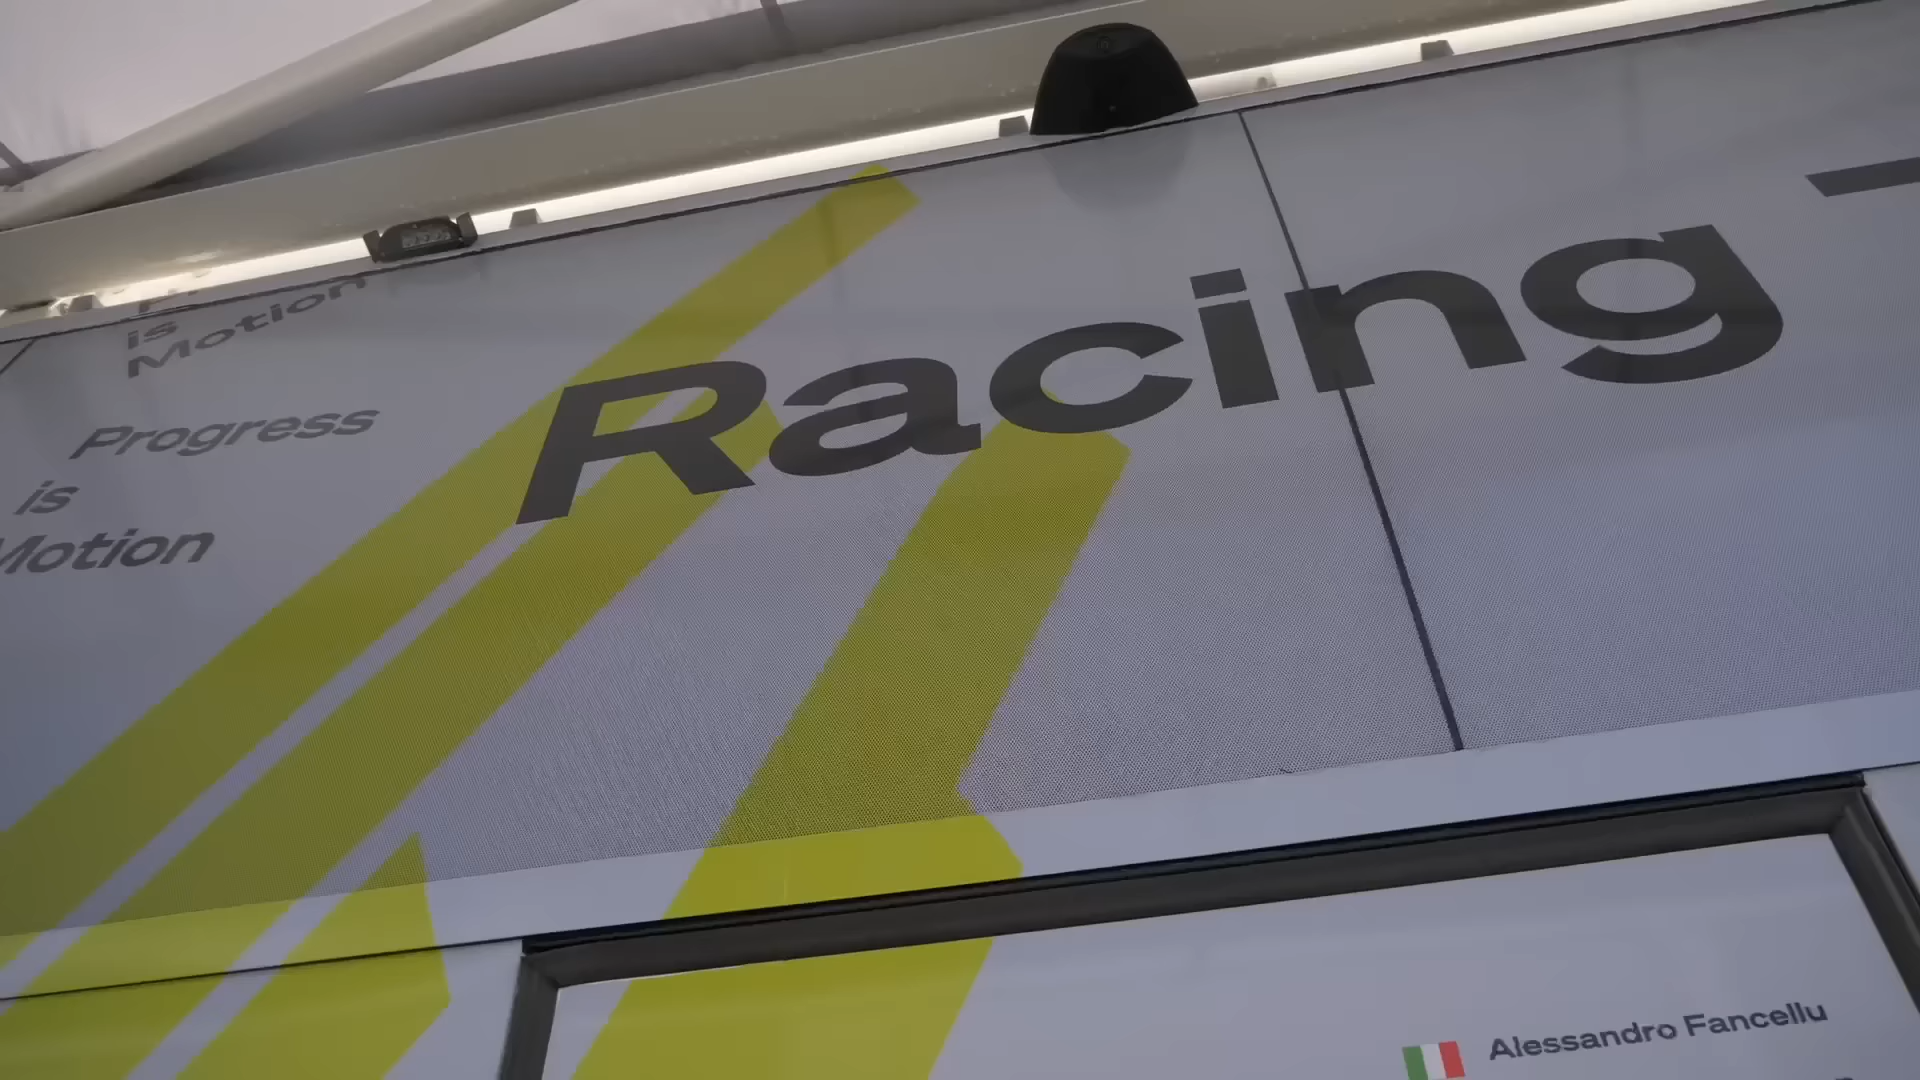 is
Motion
Progress
is
Motion
Racing
Alessandro Fancellu